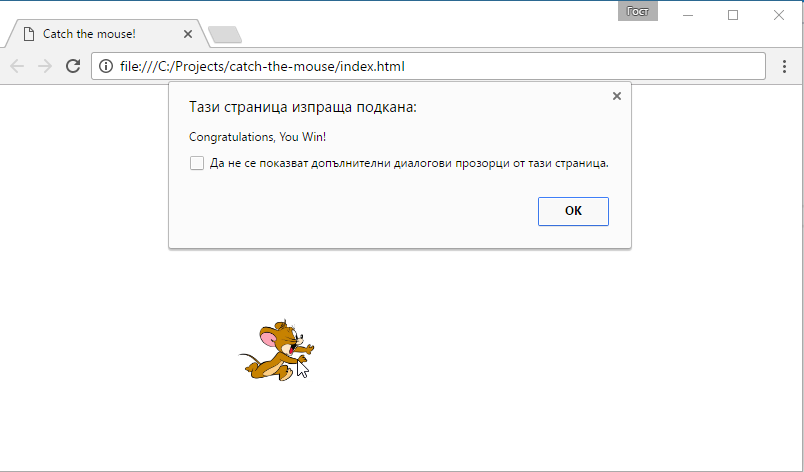 Гост
Catch the mouse!
file:///C:/Projects/catch-the-mouse/index.html
Тази страница изпраща подкана:
Congratulations, You Win!
Да не се показват допълнителни диалогови прозорци от тази страница.
OK